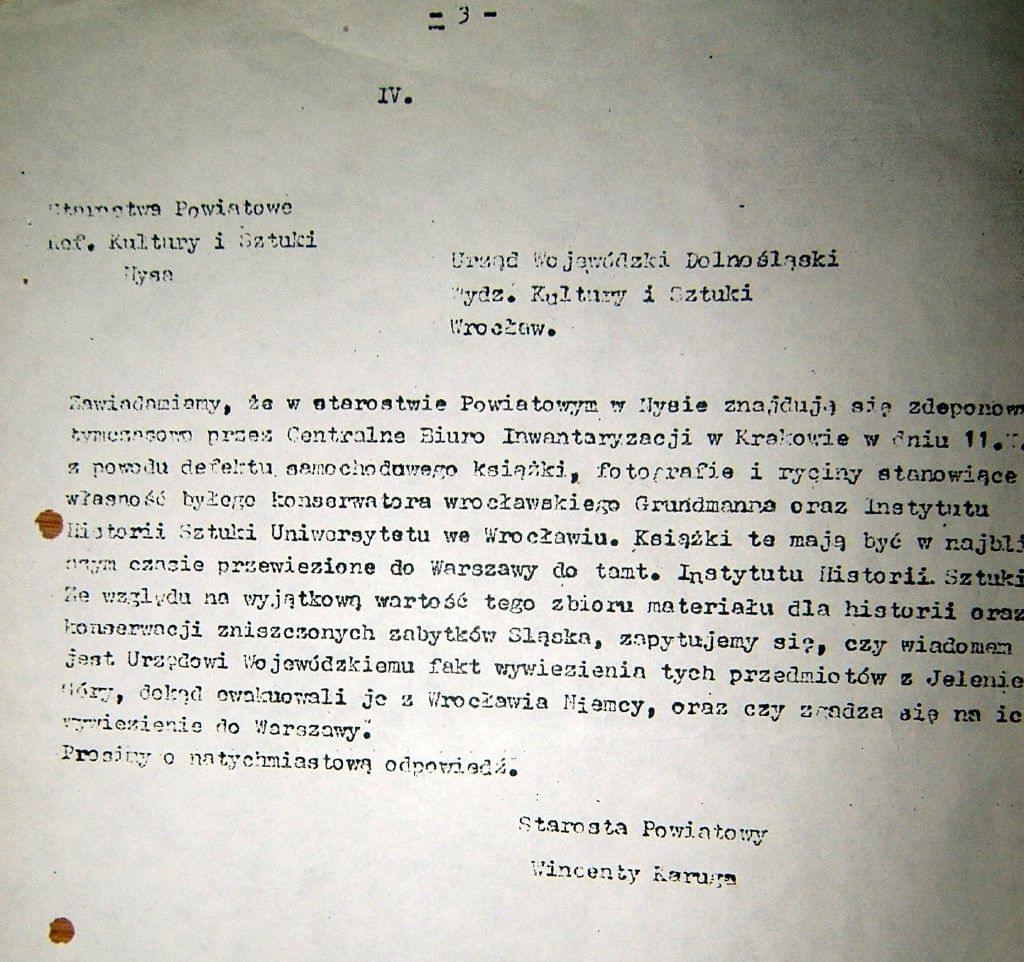 - 3 -
IV.
Starostwa Powiatowe
Ref. Kultury i Sztuki
Nysa
Urząd Wojewódzki Dolnośląski
Wydz. Kultury i Sztuki
Wrocław.
Zawiadamiamy, że w starostwie Powiatowym w Nysie znajdują się zdeponow
tymczasowo przez Centralne Biuro Inwantaryzacji w Krakowie w dniu 11.
z powodu defektu samochodowego książki, fotografie i ryciny stanowiące
własność byłego konserwatora wrocławskiego Grundmanna oraz Instytutu
Historii Sztuki Uniwersytetu we Wrocławiu. Książki te mają być w najbli
szym czasie przewiezione do Warszawy do tamt. Instytutu Historii Sztuki
Ze względu na wyjątkową wartość tego zbioru materiału dla historii oraz
konserwacji zniszczonych zabytków Sląska, zapytujemy się, czy wiadomem
jest Urzędowi Wojewódzkiemu fakt wywiezienia tych przedmiotów z Jelenie
Góry, dokąd ewakuowali je z Wrocławia Niemcy, oraz czy zgadza się na ic
wywiezienie do Warszawy.
Prosimy o natychmiastową odpowiedź.
Starosta Powiatowy
Wincenty Karuga